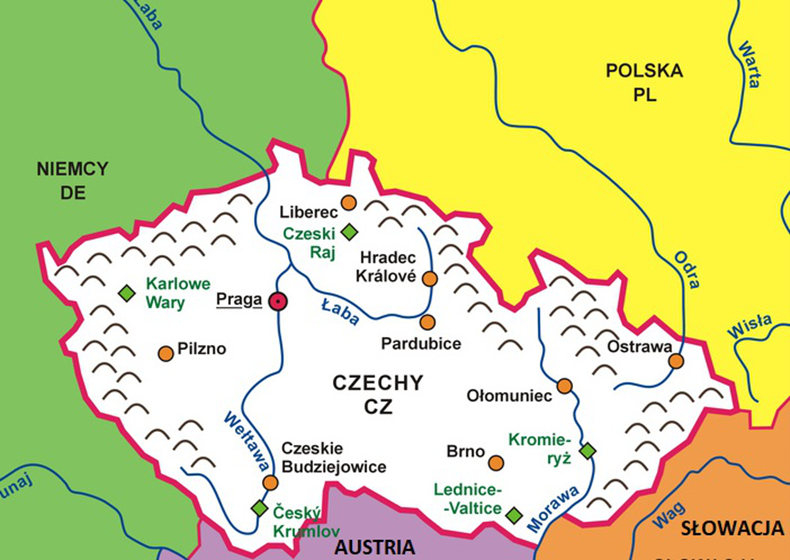 Łaba
POLSKA
PL
Warta
NIEMCY
DE
Liberec
Czeski
Raj
Hradec
Králové
Odra
Karlowe
Wary
Praga
Łaba
Wisła
Pardubice
Ostrawa
Pilzno
CZECHY
CZ
Ołomuniec
Wełtawa
Kromie-
ryż
Czeskie
Budziejowice
Brno
unaj
Lednice-
-Valtice
Morawa
Wag
Český
Krumlov
SŁOWACJA
AUSTRIA